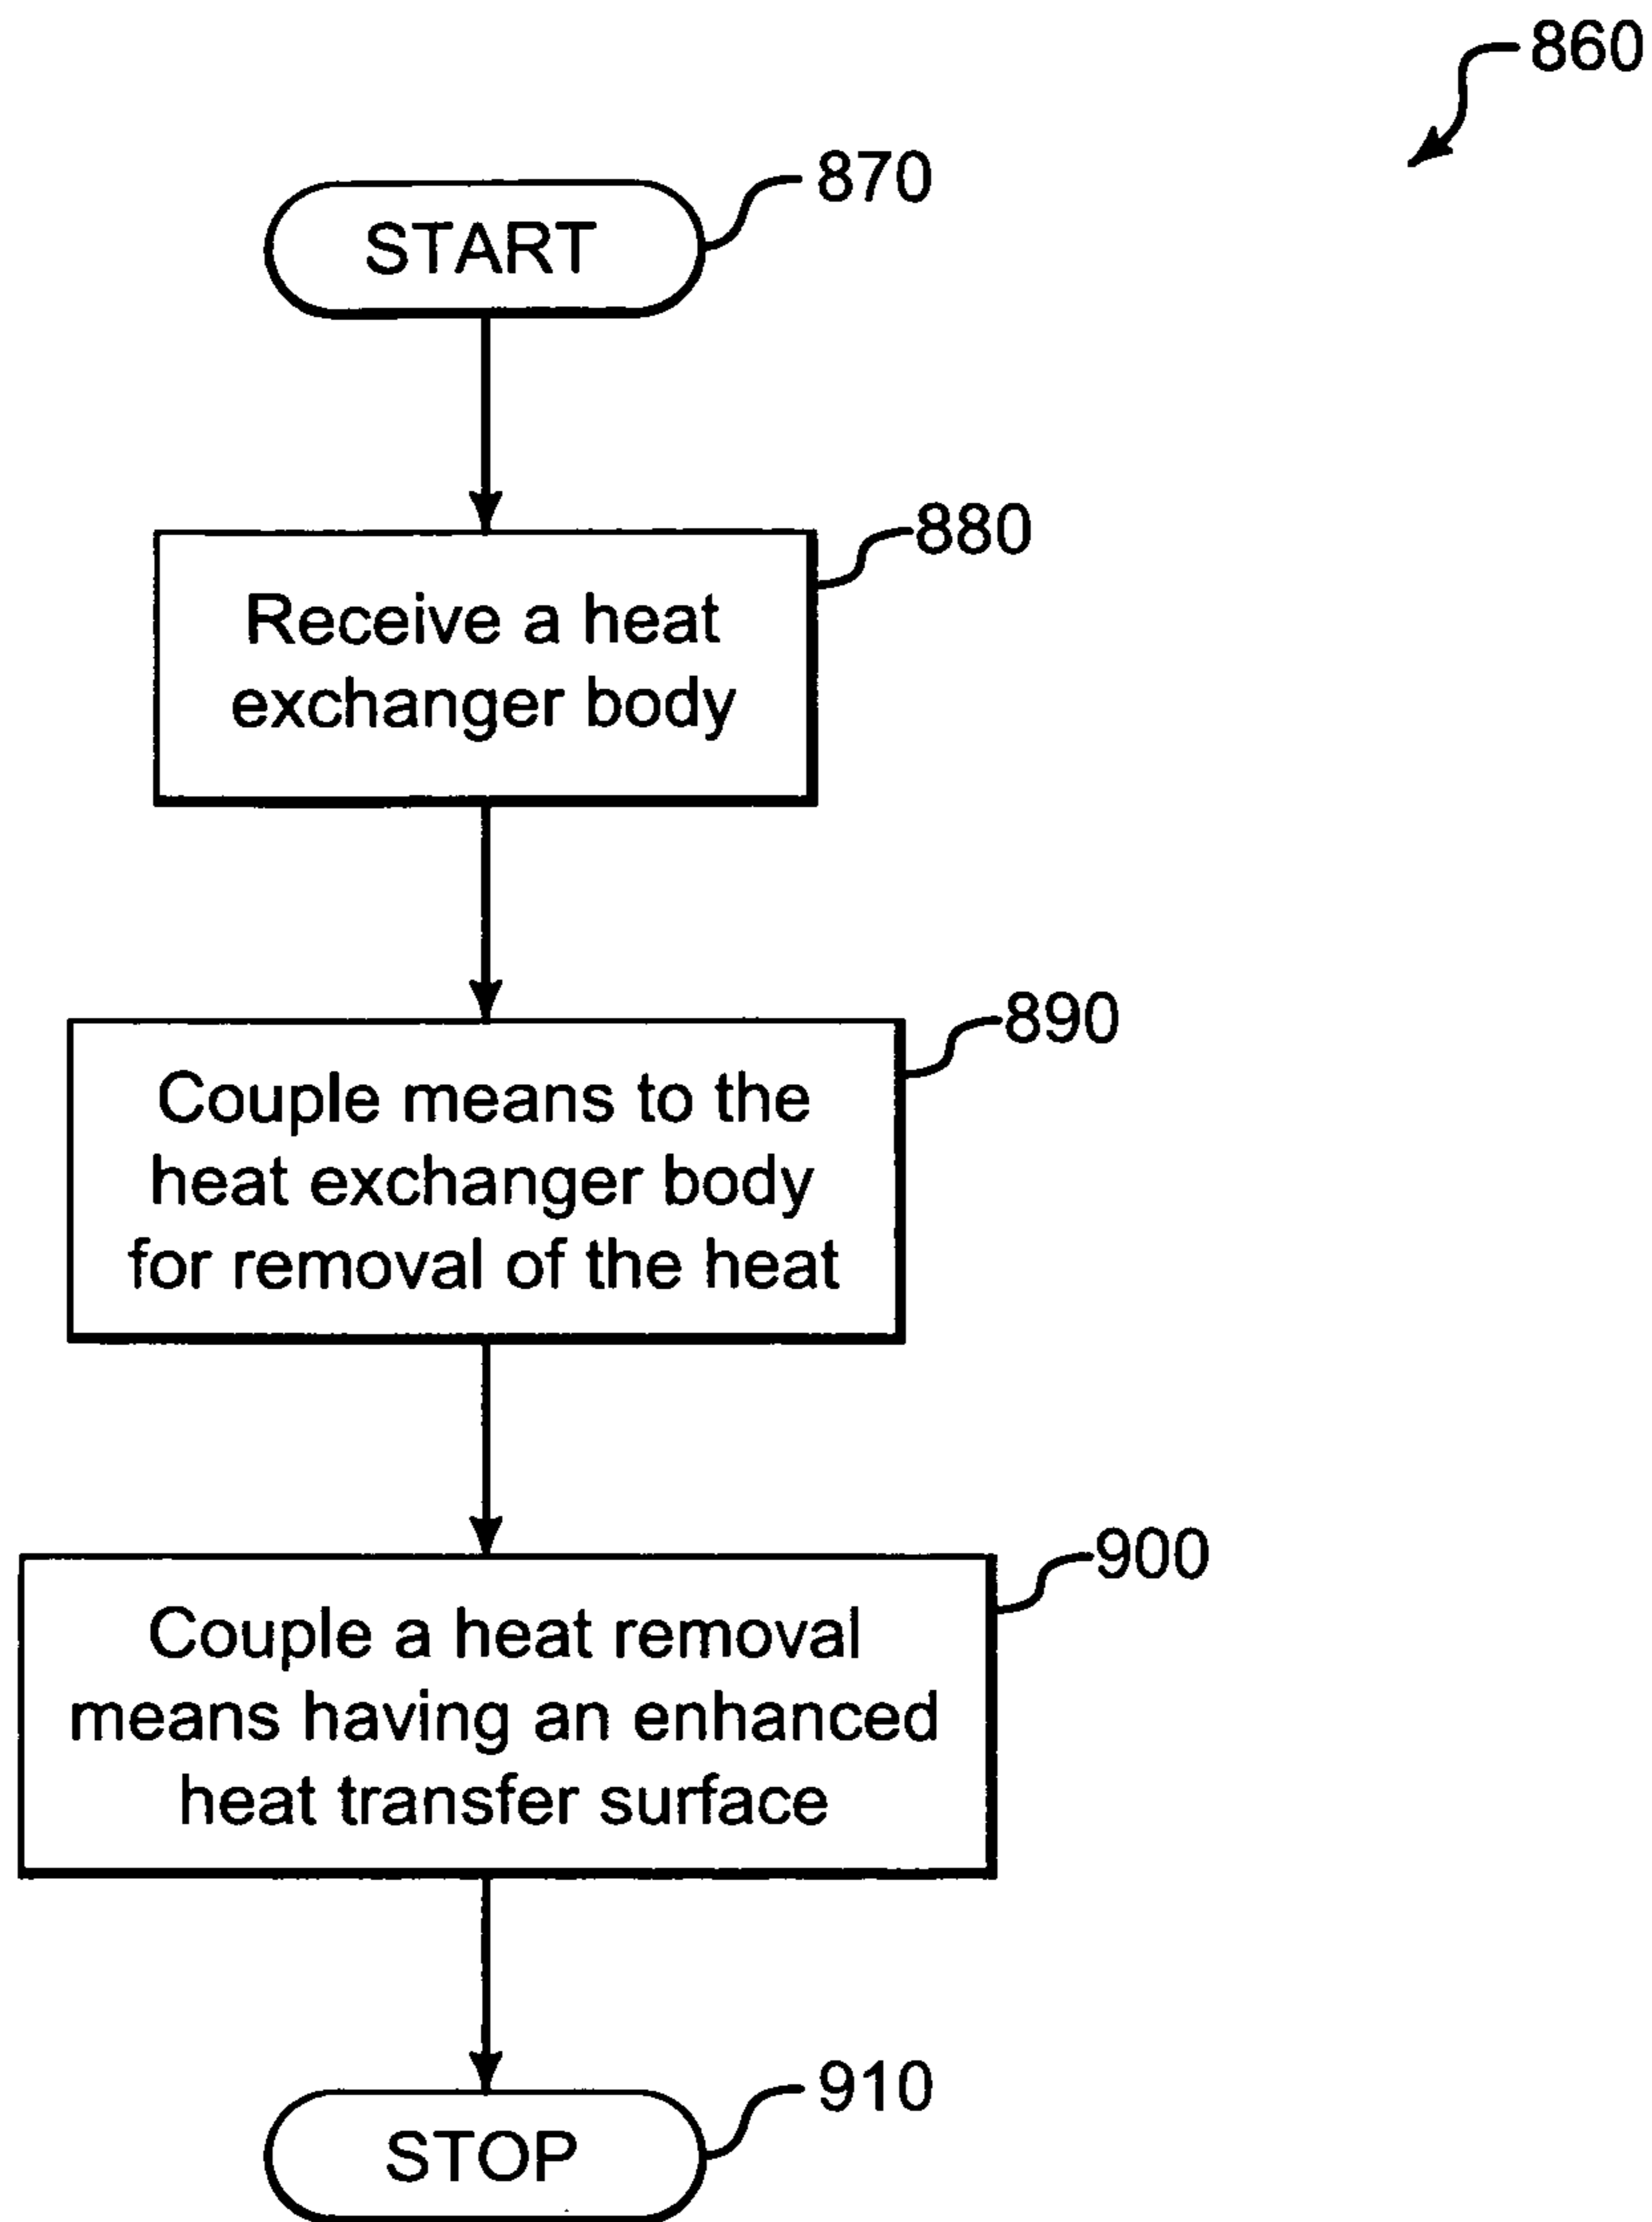 860
870
START
880
Receive a heat
exchanger body
890
Couple means to the
heat exchanger body
for removal of the heat
900
Couple a heat removal
means having an enhanced
heat transfer surface
910
STOP